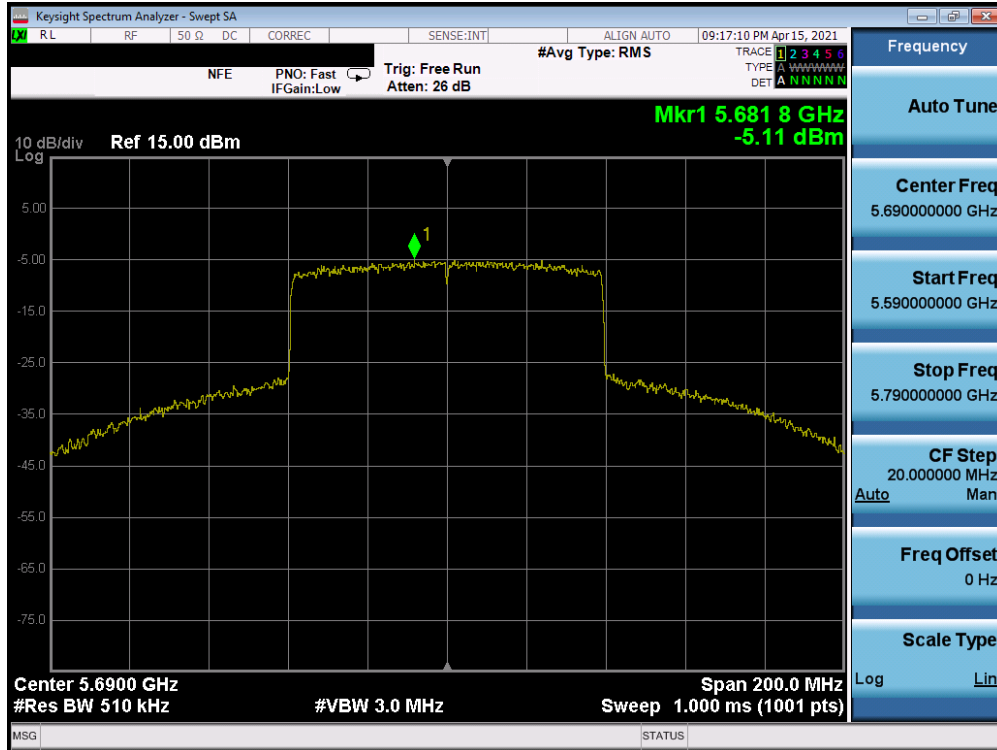 Keysight Spectrum Analyzer - Swept SA
LXI RL RF 50 Ω DC CORREC SENSE:INT ALIGN AUTO 09:17:10 PM Apr 15, 2021
NFE PNO: Fast IFGain:Low Trig: Free Run Atten: 26 dB #Avg Type: RMS
TRACE 1 2 3 4 5 6
TYPE A WWWWW
DET A N N N N N
Mkr1 5.681 8 GHz
-5.11 dBm
10 dB/div Ref 15.00 dBm
Log
5.00
1
-5.00
-15.0
-25.0
-35.0
-45.0
-55.0
-65.0
-75.0
Center 5.6900 GHz Span 200.0 MHz
#Res BW 510 kHz #VBW 3.0 MHz Sweep 1.000 ms (1001 pts)
MSG STATUS
Frequency
Auto Tune
Center Freq
5.690000000 GHz
Start Freq
5.590000000 GHz
Stop Freq
5.790000000 GHz
CF Step
20.000000 MHz
Auto Man
Freq Offset
0 Hz
Scale Type
Log Lin